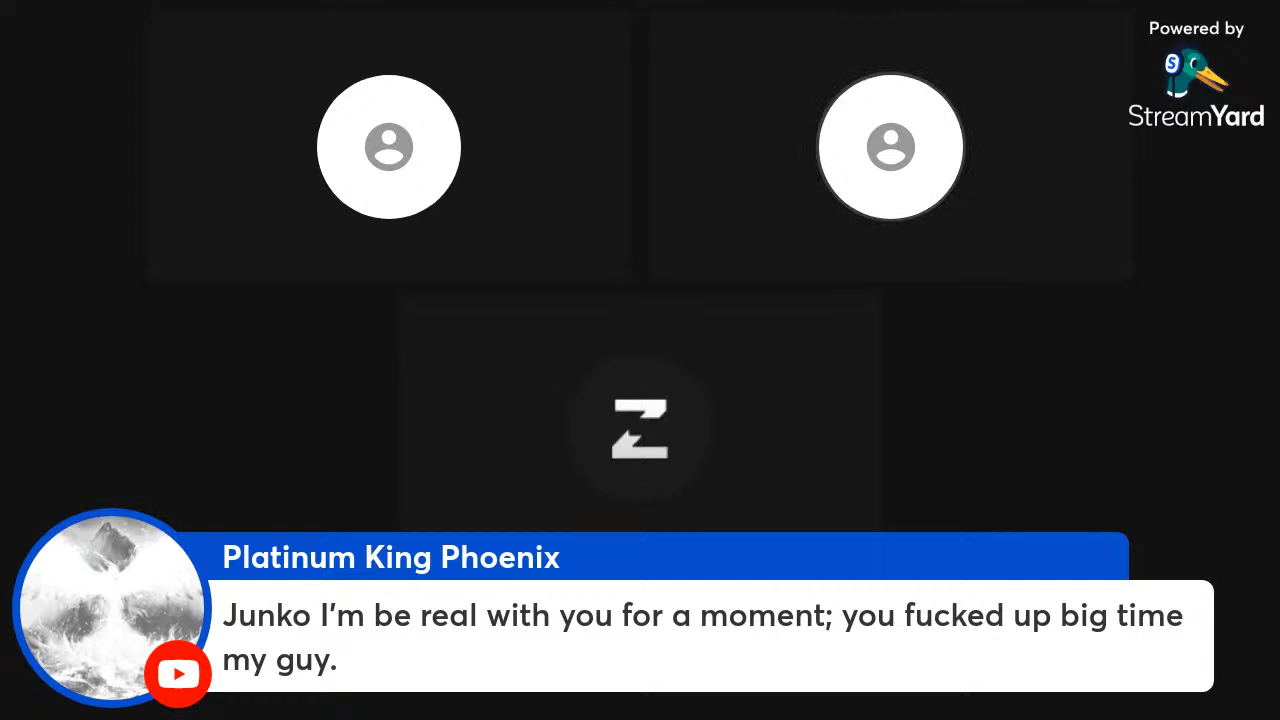 Powered by
S
StreamYard
Z
Platinum King Phoenix
Junko I'm be real with you for a moment; you fucked up big time
my guy.